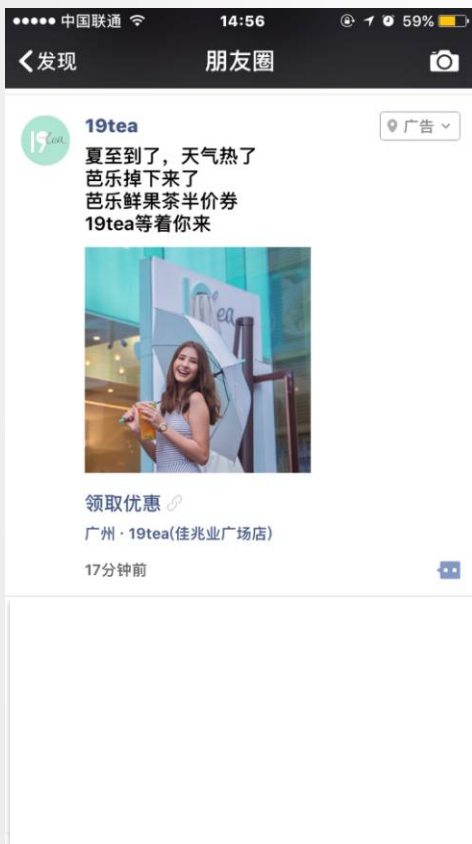 中国联通
14:56
59%
发现
朋友圈
19tea
19tea
广告
夏至到了，天气热了
芭乐掉下来了
芭乐鲜果茶半价券
19tea等着你来
领取优惠
广州 · 19tea(佳兆业广场店)
17分钟前